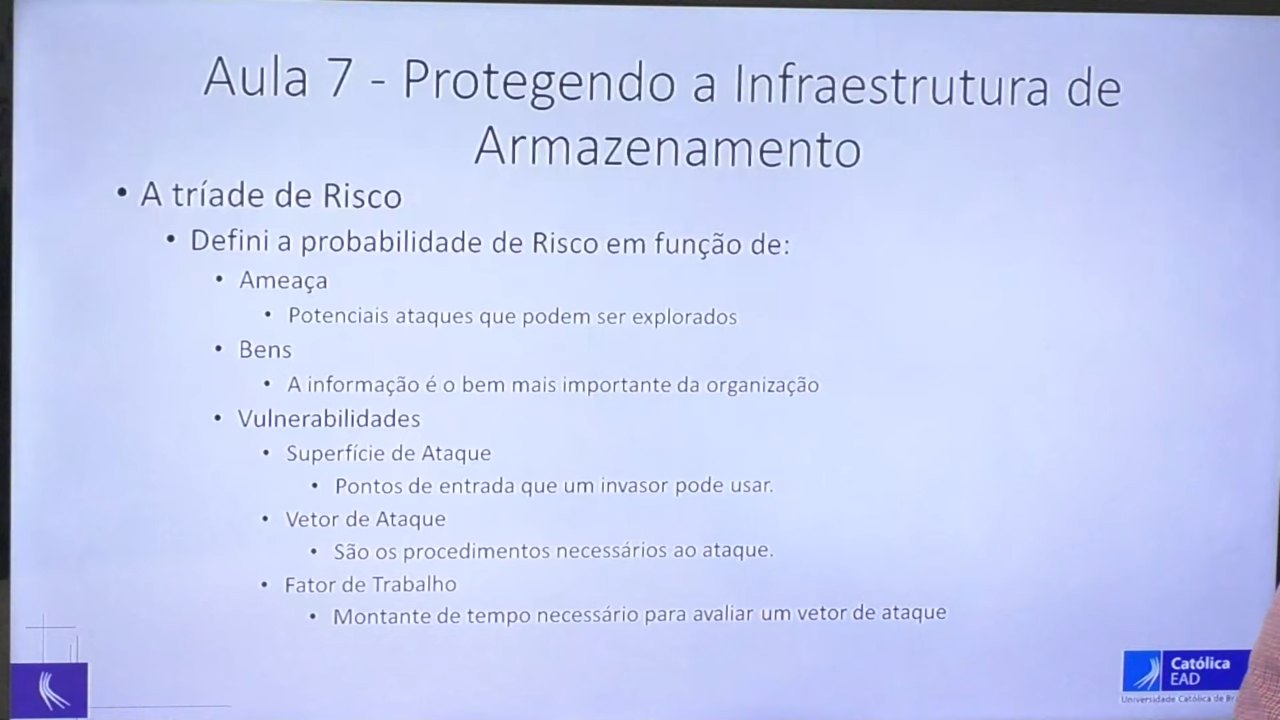 Aula 7 - Protegendo a Infraestrutura de
Armazenamento
• A tríade de Risco
• Defini a probabilidade de Risco em função de:
• Ameaça
• Potenciais ataques que podem ser explorados
• Bens
• A informação é o bem mais importante da organização
• Vulnerabilidades
• Superfície de Ataque
• Pontos de entrada que um invasor pode usar.
• Vetor de Ataque
• São os procedimentos necessários ao ataque.
• Fator de Trabalho
• Montante de tempo necessário para avaliar um vetor de ataque
Católica
EAD
Universidade Católica de